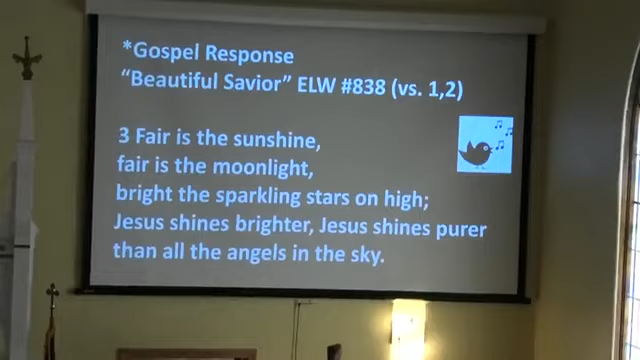 *Gospel Response
“Beautiful Savior” ELW #838 (vs. 1,2)
3 Fair is the sunshine,
fair is the moonlight,
bright the sparkling stars on high;
Jesus shines brighter, Jesus shines purer
than all the angels in the sky.